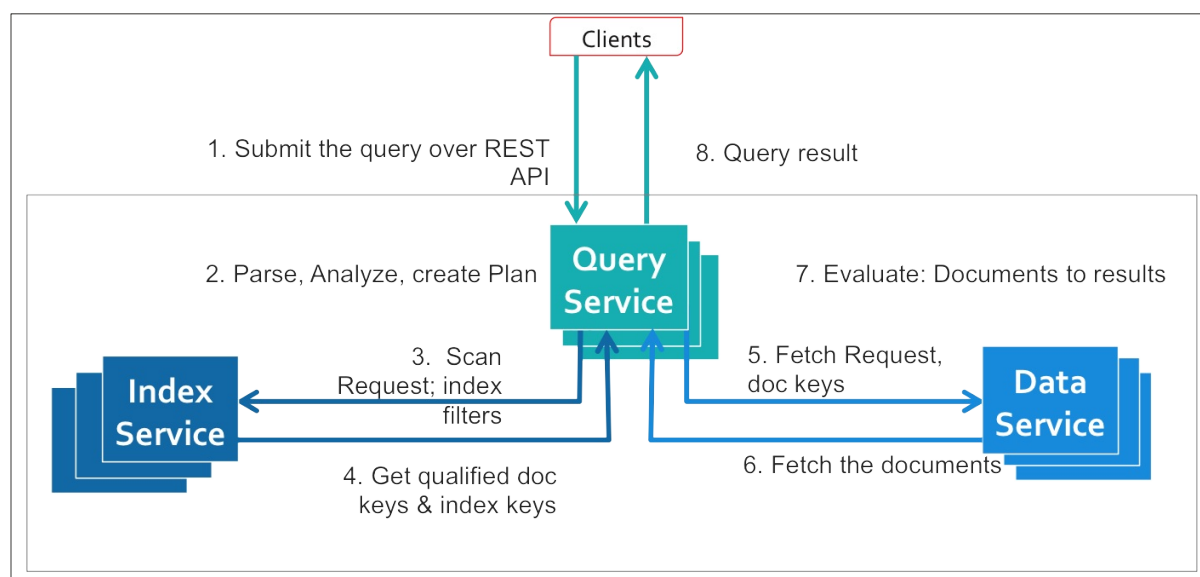 Clients
1. Submit the query over REST
API
8. Query result
2. Parse, Analyze, create Plan
Query
Service
7. Evaluate: Documents to results
3. Scan
Request; index
filters
5. Fetch Request,
doc keys
Index
Service
Data
Service
4. Get qualified doc
keys & index keys
6. Fetch the documents